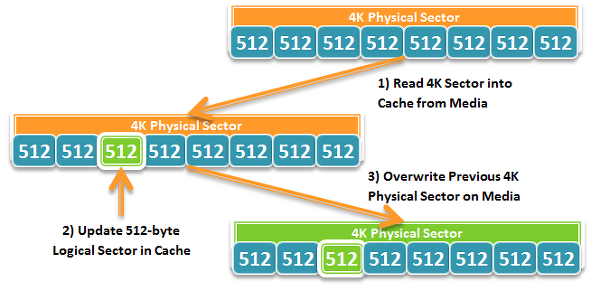 4K Physical Sector
512 512 512 512 512 512 512 512
1) Read 4K Sector into
Cache from Media
4K Physical Sector
512 512 512 512 512 512 512 512
3) Overwrite Previous 4K
Physical Sector on Media
2) Update 512-byte
Logical Sector in Cache
4K Physical Sector
512 512 512 512 512 512 512 512